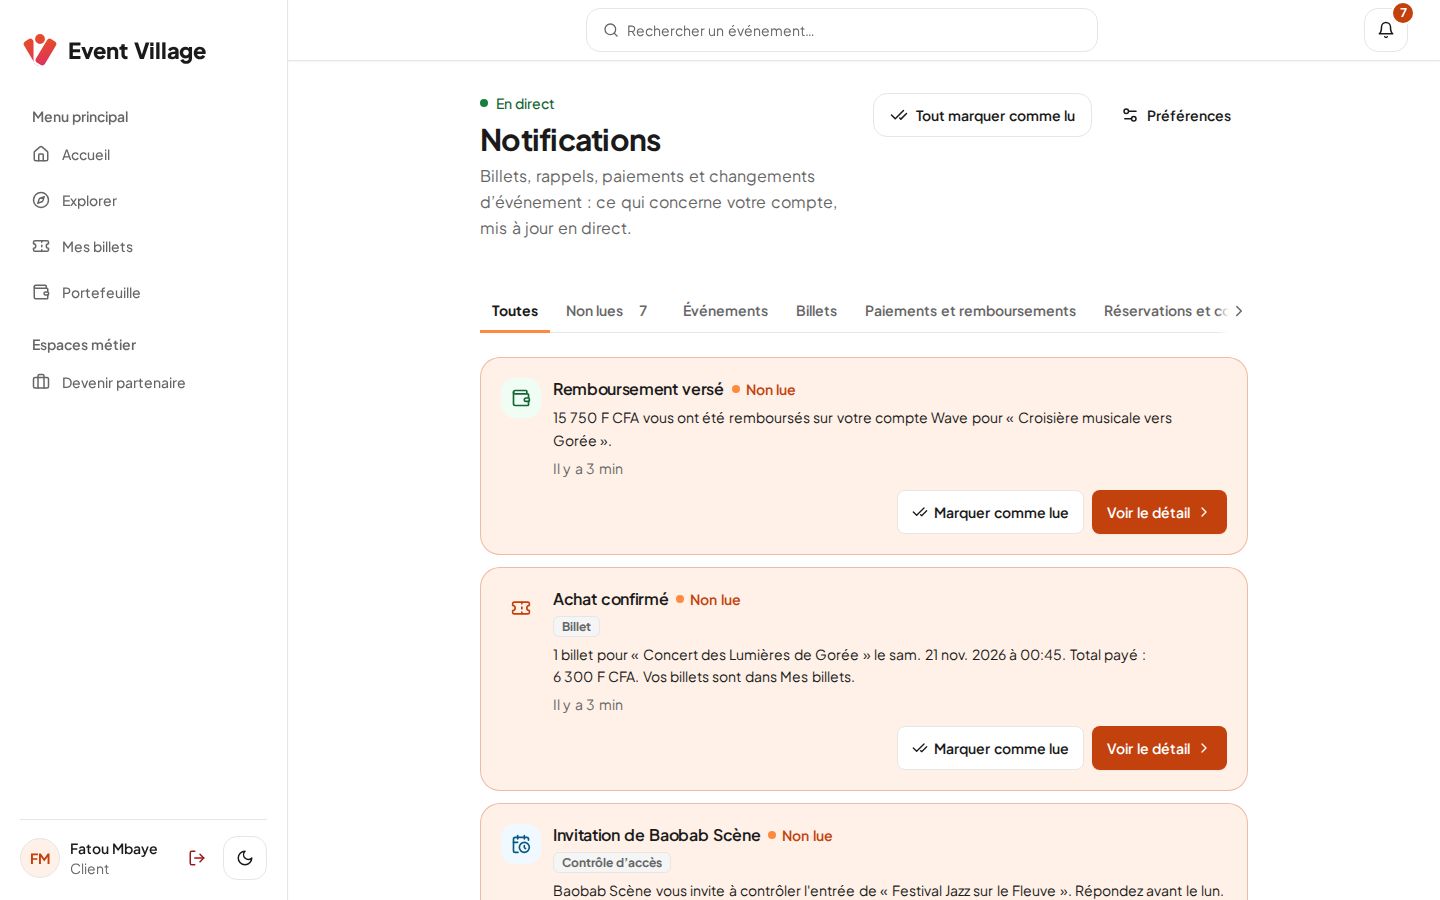 Event Village
Menu principal
Accueil
Explorer
Mes billets
Portefeuille
Espaces métier
Devenir partenaire
FM
Fatou Mbaye
Client
Rechercher un événement…
7
En direct
Notifications
Billets, rappels, paiements et changements
d’événement : ce qui concerne votre compte,
mis à jour en direct.
Tout marquer comme lu
Préférences
Toutes
Non lues 7
Événements
Billets
Paiements et remboursements
Réservations et
Remboursement versé
Non lue
15 750 F CFA vous ont été remboursés sur votre compte Wave pour « Croisière musicale vers
Gorée ».
Il y a 3 min
Marquer comme lue
Voir le détail
Achat confirmé
Non lue
Billet
1 billet pour « Concert des Lumières de Gorée » le sam. 21 nov. 2026 à 00:45. Total payé :
6 300 F CFA. Vos billets sont dans Mes billets.
Il y a 3 min
Marquer comme lue
Voir le détail
Invitation de Baobab Scène
Non lue
Contrôle d’accès
Baobab Scène vous invite à contrôler l’entrée de « Festival Jazz sur le Fleuve ». Répondez avant le lun.